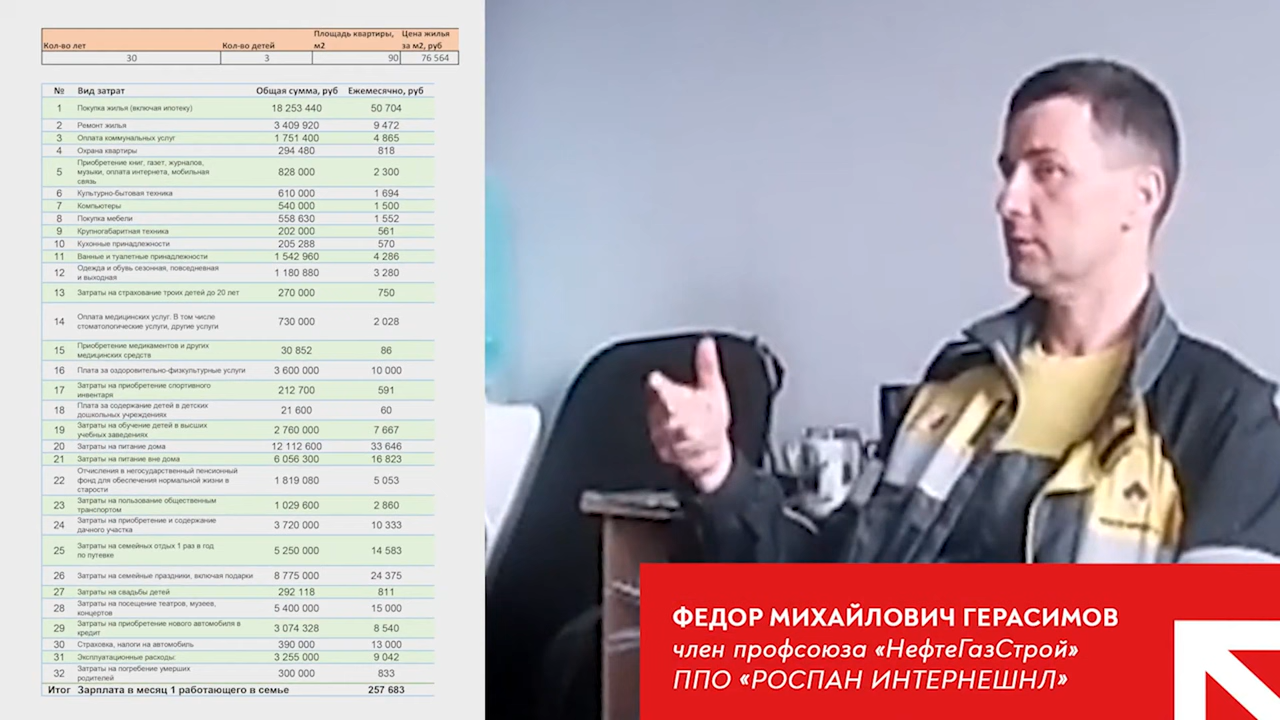 Кол-во лет Кол-во детей Площадь квартиры, м2 Цена жилья за м2, руб
30 3 90 76 564
№ Вид затрат Общая сумма, руб Ежемесячно, руб
1 Покупка жилья (включая ипотеку) 18 253 440 50 704
2 Ремонт жилья 3 409 920 9 472
3 Оплата коммунальных услуг 1 751 400 4 865
4 Охрана квартиры 294 480 818
5 Приобретение книг, газет, журналов, музыки, оплата интернета, мобильная связь 828 000 2 300
6 Культурно-бытовая техника 610 000 1 694
7 Компьютеры 540 000 1 500
8 Покупка мебели 558 630 1 552
9 Крупногабаритная техника 202 000 561
10 Кухонные принадлежности 205 288 570
11 Ванные и туалетные принадлежности 1 542 960 4 286
12 Одежда и обувь сезонная, повседневная и выходная 1 180 880 3 280
13 Затраты на страхование троих детей до 20 лет 270 000 750
14 Оплата медицинских услуг. В том числе стоматологические услуги, другие услуги 730 000 2 028
15 Приобретение медикаментов и других медицинских средств 30 852 86
16 Плата за оздоровительно-физкультурные услуги 3 600 000 10 000
17 Затраты на приобретение спортивного инвентаря 212 700 591
18 Плата за содержание детей в детских дошкольных учреждениях 21 600 60
19 Затраты на обучение детей в высших учебных заведениях 2 760 000 7 667
20 Затраты на питание дома 12 112 600 33 646
21 Затраты на питание вне дома 6 056 300 16 823
22 Отчисления в негосударственный пенсионный фонд для обеспечения нормальной жизни в старости 1 819 080 5 053
23 Затраты на пользование общественным транспортом 1 029 600 2 860
24 Затраты на приобретение и содержание дачного участка 3 720 000 10 333
25 Затраты на семейных отдых 1 раз в год по путевке 5 250 000 14 583
26 Затраты на семейные праздники, включая подарки 8 775 000 24 375
27 Затраты на свадьбы детей 292 118 811
28 Затраты на посещение театров, музеев, концертов 5 400 000 15 000
29 Затраты на приобретение нового автомобиля в кредит 3 074 328 8 540
30 Страховка, налоги на автомобиль 390 000 13 000
31 Эксплуатационные расходы: 3 255 000 9 042
32 Затраты на погребение умерших родителей 300 000 833
Итог Зарплата в месяц 1 работающего в семье 257 683
ФЕДОР МИХАЙЛОВИЧ ГЕРАСИМОВ
член профсоюза «НефтеГазСтрой»
ППО «РОСПАН ИНТЕРНЕШНЛ»